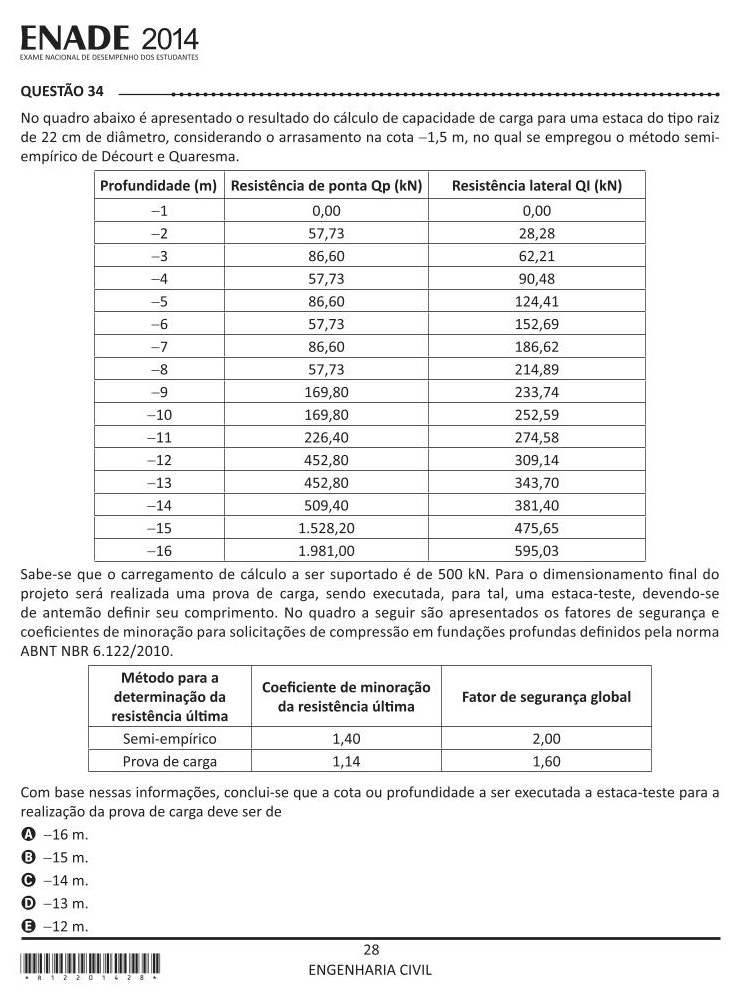 ENADE 2014
EXAME NACIONAL DE DESEMPENHO DOS ESTUDANTES
QUESTÃO 34
No quadro abaixo é apresentado o resultado do cálculo de capacidade de carga para uma estaca do tipo raiz
de 22 cm de diâmetro, considerando o arrasamento na cota −1,5 m, no qual se empregou o método semi-
empírico de Décourt e Quaresma.
Profundidade (m) Resistência de ponta Qp (kN) Resistência lateral Ql (kN)
−1 0,00 0,00
−2 57,73 28,28
−3 86,60 62,21
−4 57,73 90,48
−5 86,60 124,41
−6 57,73 152,69
−7 86,60 186,62
−8 57,73 214,89
−9 169,80 233,74
−10 169,80 252,59
−11 226,40 274,58
−12 452,80 309,14
−13 452,80 343,70
−14 509,40 381,40
−15 1.528,20 475,65
−16 1.981,00 595,03
Sabe-se que o carregamento de cálculo a ser suportado é de 500 kN. Para o dimensionamento final do
projeto será realizada uma prova de carga, sendo executada, para tal, uma estaca-teste, devendo-se
de antemão definir seu comprimento. No quadro a seguir são apresentados os fatores de segurança e
coeficientes de minoração para solicitações de compressão em fundações profundas definidos pela norma
ABNT NBR 6.122/2010.
Método para a
determinação da
resistência última
Coeficiente de minoração
da resistência última
Fator de segurança global
Semi-empírico 1,40 2,00
Prova de carga 1,14 1,60
Com base nessas informações, conclui-se que a cota ou profundidade a ser executada a estaca-teste para a
realização da prova de carga deve ser de
A −16 m.
B −15 m.
C −14 m.
D −13 m.
E −12 m.
28
ENGENHARIA CIVIL
* R 1 2 2 0 1 4 2 8 *